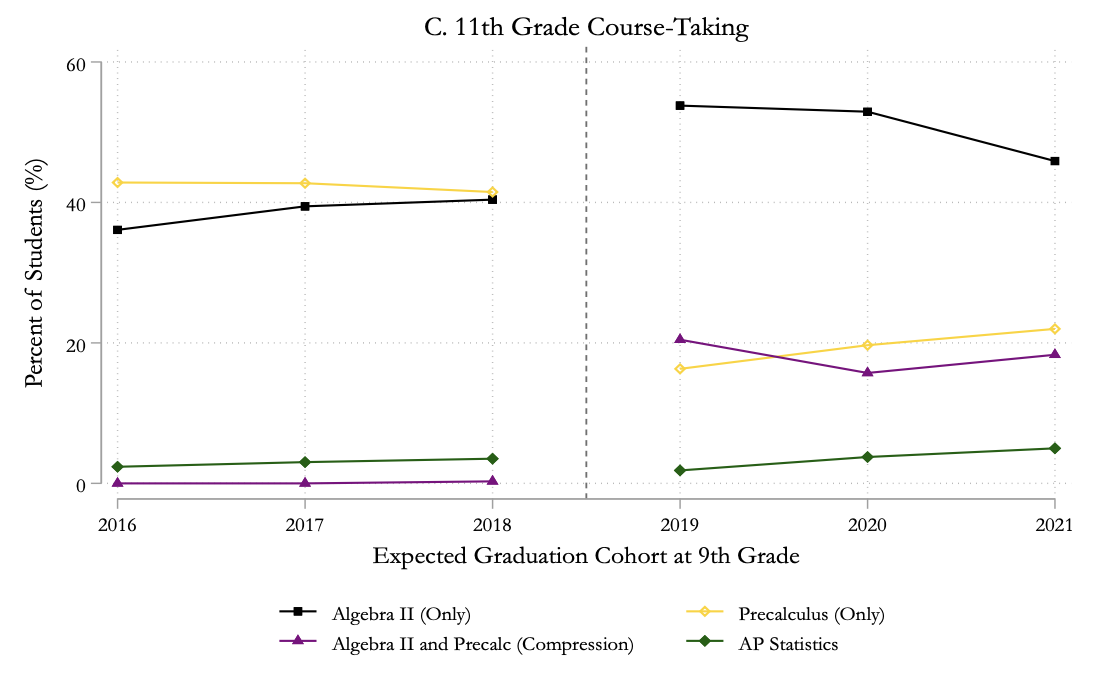 C. 11th Grade Course-Taking
Percent of Students (%)
60
40
20
0
2016 2017 2018 2019 2020 2021
Expected Graduation Cohort at 9th Grade
Algebra II (Only) Precalculus (Only)
Algebra II and Precalc (Compression) AP Statistics